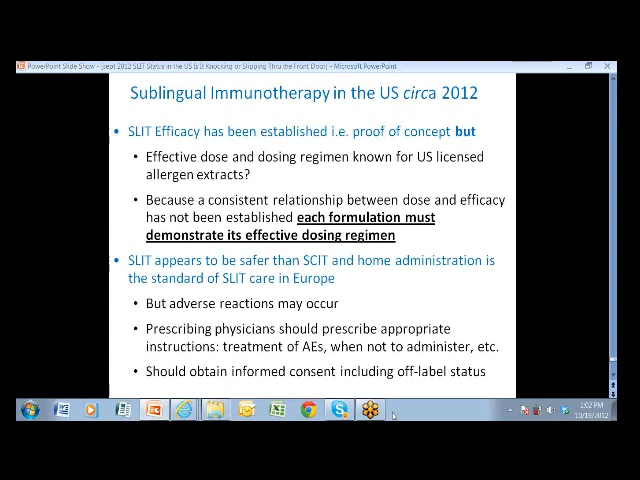 PowerPoint Slide Show - [sept 2012 SLIT Status in the US Is It Knocking or Slipping Thru the Front Door] - Microsoft PowerPoint
Sublingual Immunotherapy in the US circa 2012
• SLIT Efficacy has been established i.e. proof of concept but
• Effective dose and dosing regimen known for US licensed
allergen extracts?
• Because a consistent relationship between dose and efficacy
has not been established each formulation must
demonstrate its effective dosing regimen
• SLIT appears to be safer than SCIT and home administration is
the standard of SLIT care in Europe
• But adverse reactions may occur
• Prescribing physicians should prescribe appropriate
instructions: treatment of AEs, when not to administer, etc.
• Should obtain informed consent including off-label status
1:02 PM
10/19/2012